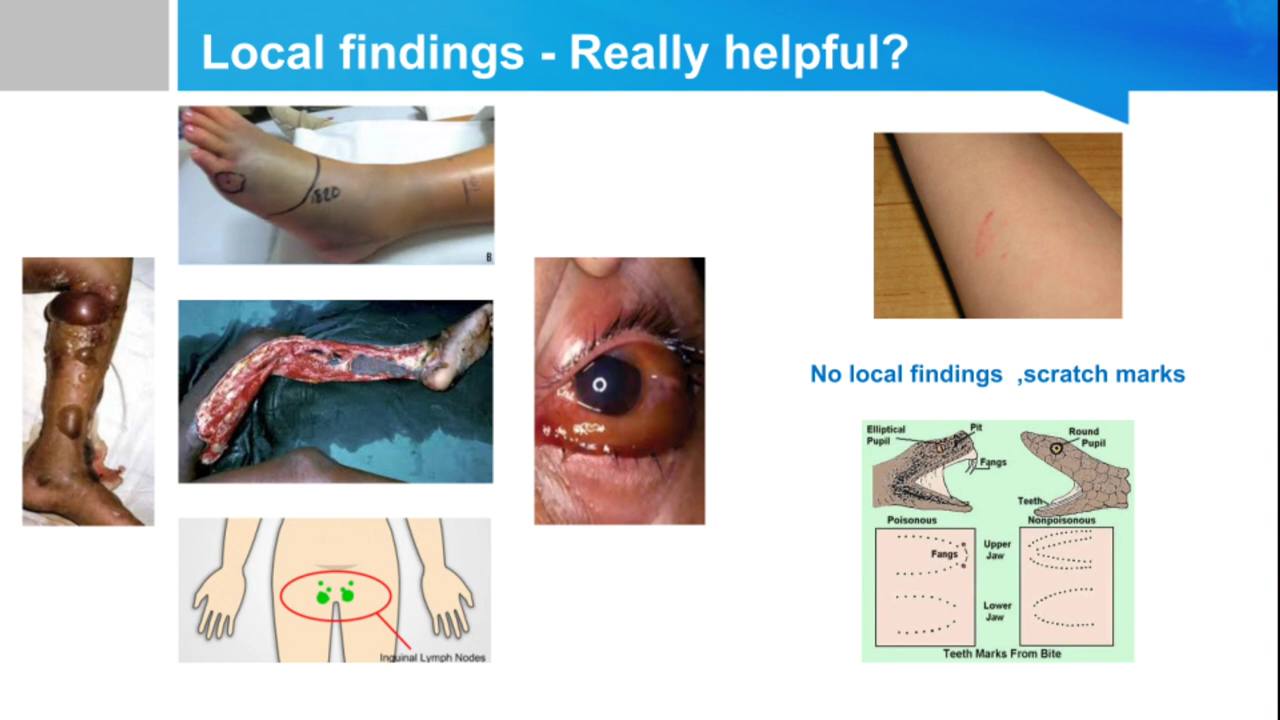 Local findings - Really helpful?
1820
B
Inguinal Lymph Nodes
No local findings ,scratch marks
Elliptical
Pupil
Pit
Fangs
Round
Pupil
Teeth
Poisonous
Nonpoisonous
Fangs
Upper
Jaw
Lower
Jaw
Teeth Marks From Bite